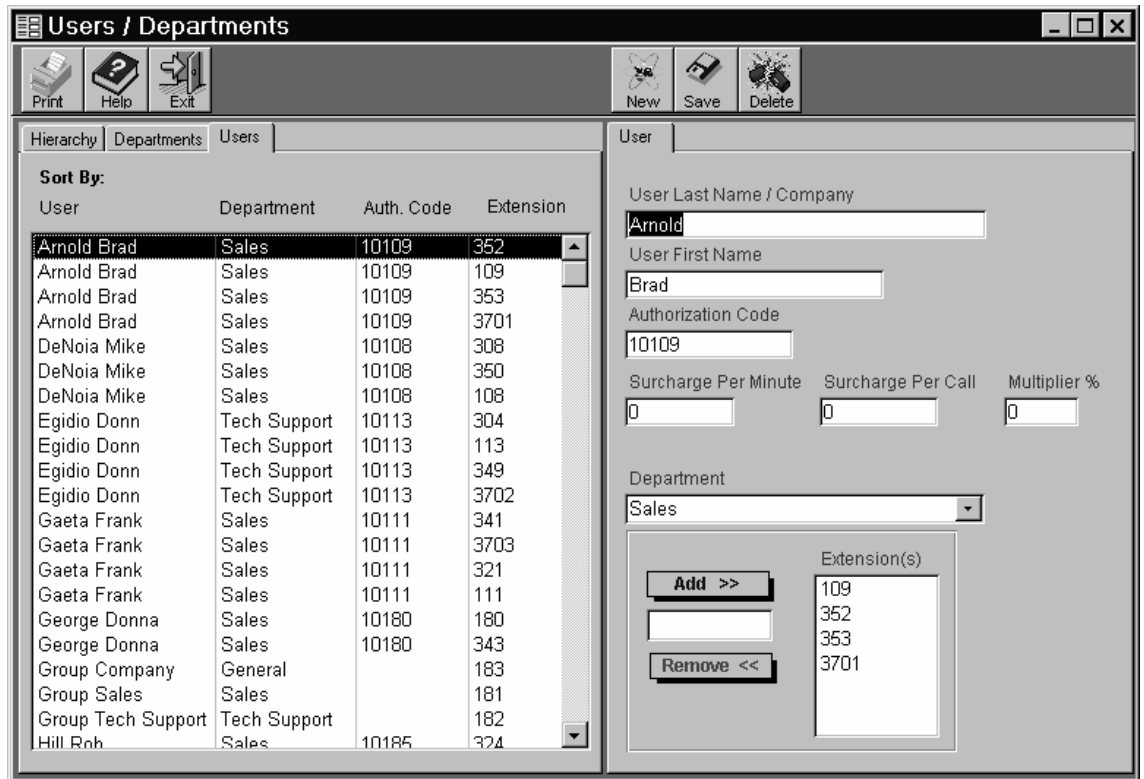 Users / Departments
Print Help Exit New Save Delete
Hierarchy Departments Users
Sort By:
User Department Auth. Code Extension
Arnold Brad Sales 10109 352
Arnold Brad Sales 10109 109
Arnold Brad Sales 10109 353
Arnold Brad Sales 10109 3701
DeNoia Mike Sales 10108 308
DeNoia Mike Sales 10108 350
DeNoia Mike Sales 10108 108
Egidio Donn Tech Support 10113 304
Egidio Donn Tech Support 10113 113
Egidio Donn Tech Support 10113 349
Egidio Donn Tech Support 10113 3702
Gaeta Frank Sales 10111 341
Gaeta Frank Sales 10111 3703
Gaeta Frank Sales 10111 321
Gaeta Frank Sales 10111 111
George Donna Sales 10180 180
George Donna Sales 10180 343
Group Company General 183
Group Sales Sales 181
Group Tech Support Tech Support 182
Hill Rob Sales 10185 324
User
User Last Name / Company
Arnold
User First Name
Brad
Authorization Code
10109
Surcharge Per Minute Surcharge Per Call Multiplier %
0 0 0
Department
Sales
Extension(s)
Add >>
Remove <<
109
352
353
3701